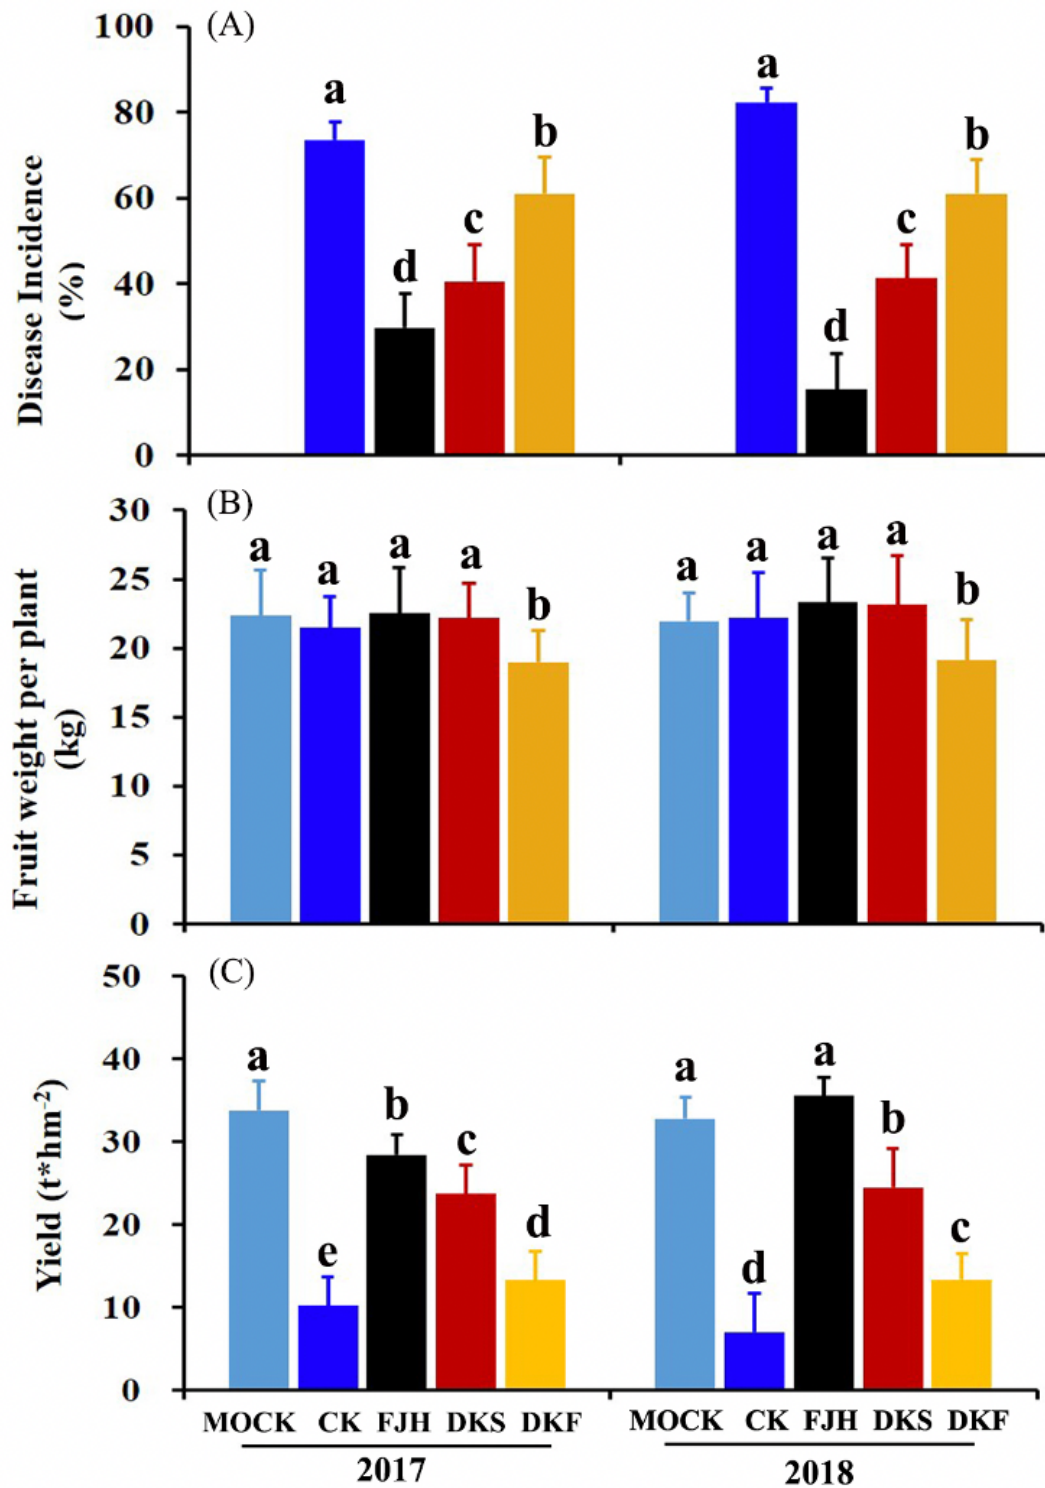 (A)
Disease Incidence
(%)
100
80
60
40
20
0
a
d
c
b
a
d
c
b
(B)
Fruit weight per plant
(kg)
30
25
20
15
10
5
0
a
a
a
a
b
a
a
a
a
b
(C)
Yield (t*hm⁻²)
50
40
30
20
10
0
a
e
b
c
d
a
d
a
b
c
MOCK CK FJH DKS DKF MOCK CK FJH DKS DKF
2017 2018